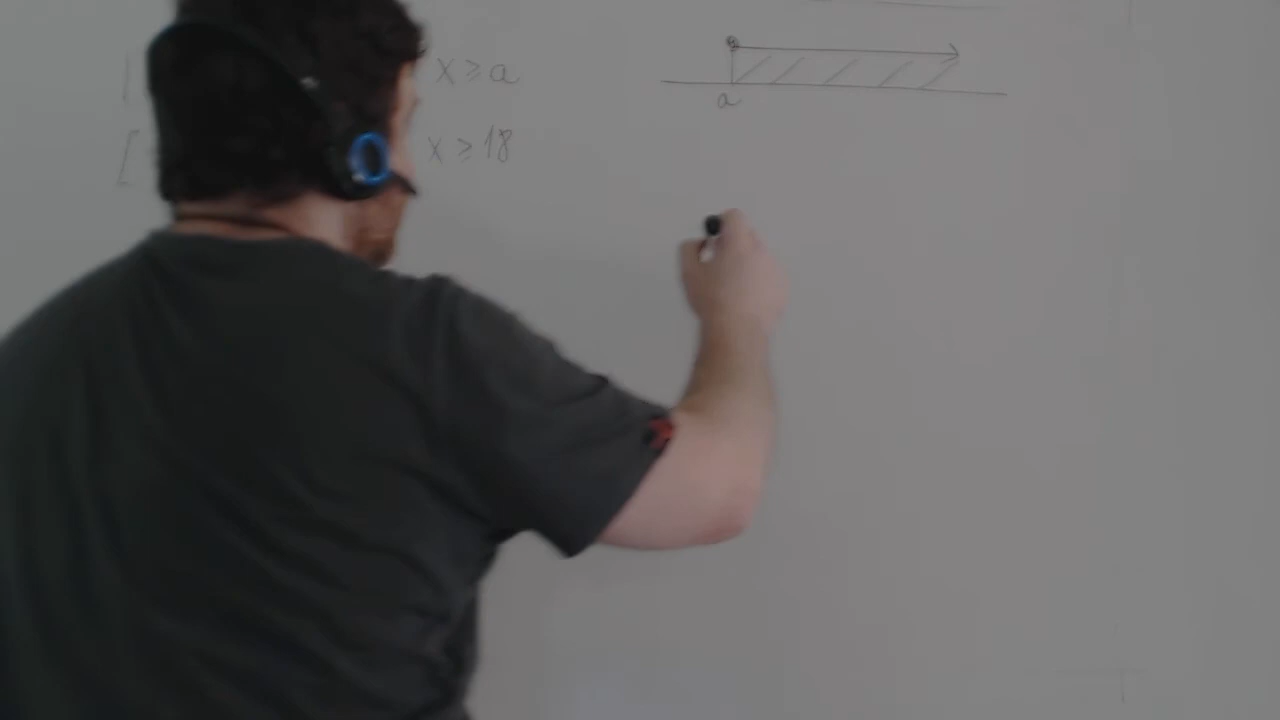 [ x ≥ a
a
[ x ≥ 18